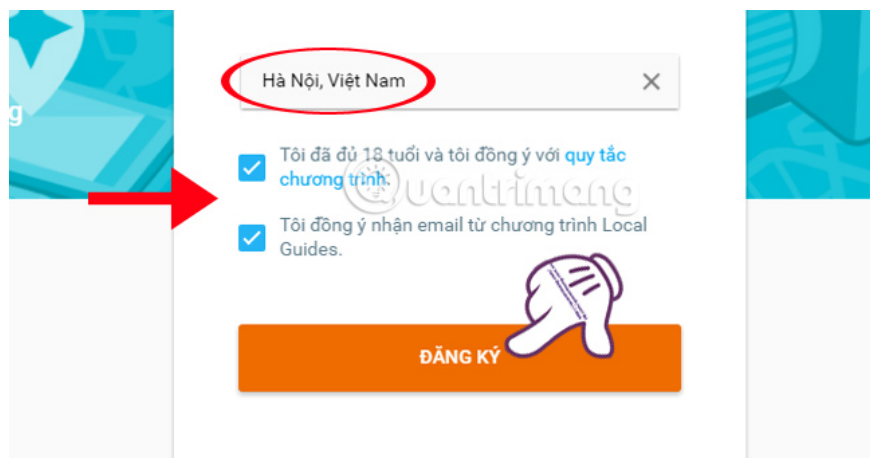 g
Hà Nội, Việt Nam
Tôi đã đủ 18 tuổi và tôi đồng ý với quy tắc
chương trình.
Quantrimang
Tôi đồng ý nhận email từ chương trình Local
Guides.
ĐĂNG KÝ